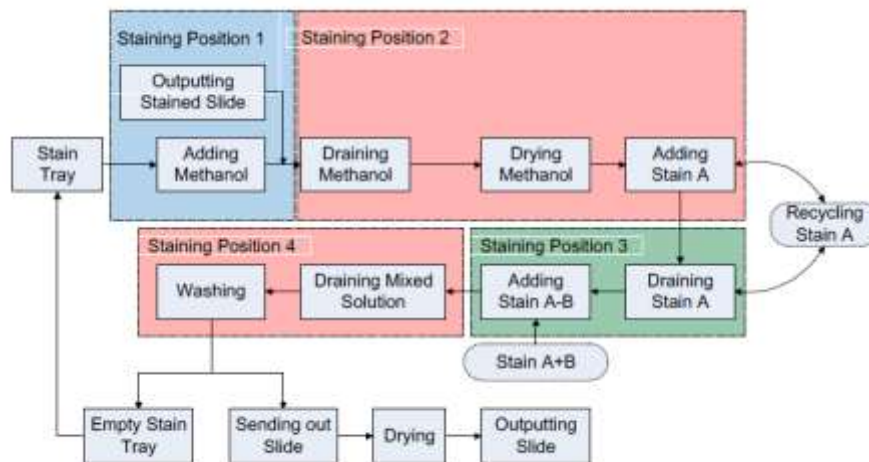 Staining Position 1
Staining Position 2
Outputting
Stained Slide
Stain
Tray
Adding
Methanol
Draining
Methanol
Drying
Methanol
Adding
Stain A
Recycling
Stain A
Staining Position 4
Staining Position 3
Washing
Draining Mixed
Solution
Adding
Stain A-B
Draining
Stain A
Stain A+B
Empty Stain
Tray
Sending out
Slide
Drying
Outputting
Slide